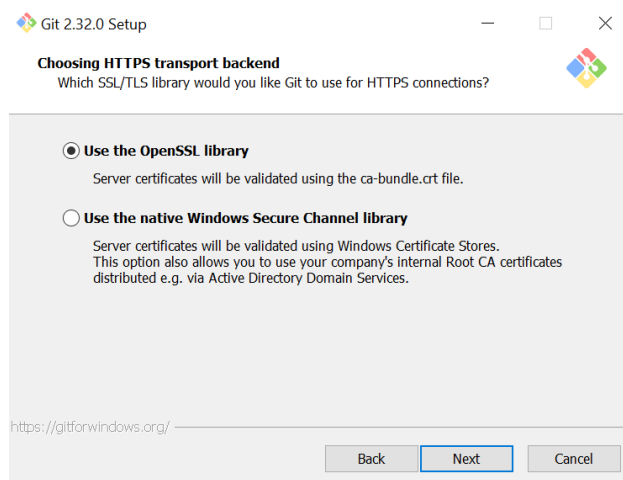 Git 2.32.0 Setup
Choosing HTTPS transport backend
Which SSL/TLS library would you like Git to use for HTTPS connections?
Use the OpenSSL library
Server certificates will be validated using the ca-bundle.crt file.
Use the native Windows Secure Channel library
Server certificates will be validated using Windows Certificate Stores.
This option also allows you to use your company's internal Root CA certificates
distributed e.g. via Active Directory Domain Services.
https://gitforwindows.org/
Back Next Cancel